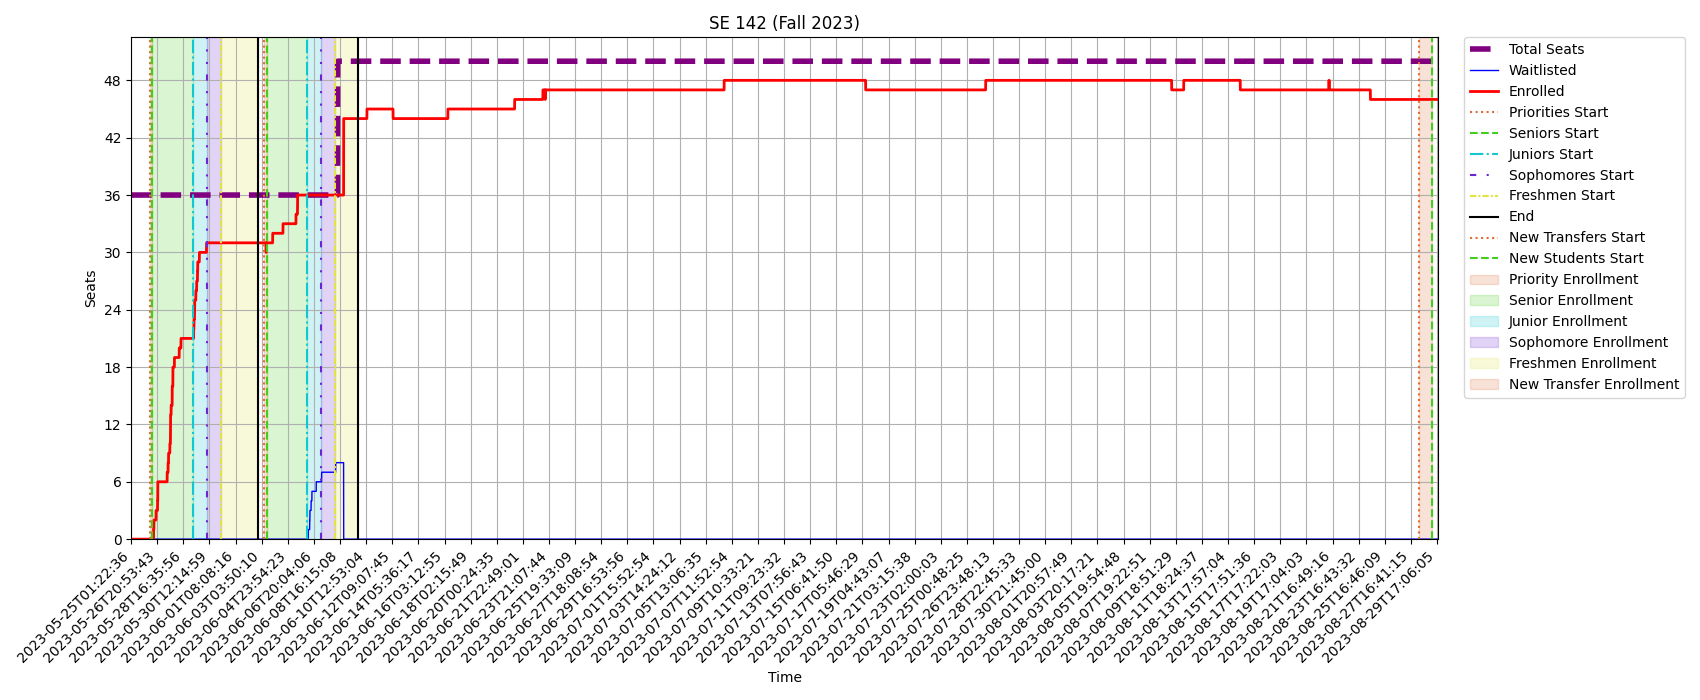 SE 142 (Fall 2023)
Seats
48
42
36
30
24
18
12
6
0
2023-05-25T01:22:36
2023-05-26T20:53:43
2023-05-28T16:35:56
2023-05-30T12:14:59
2023-06-01T08:08:16
2023-06-03T03:50:10
2023-06-04T23:54:23
2023-06-06T20:04:06
2023-06-08T16:15:08
2023-06-10T12:53:04
2023-06-12T09:07:45
2023-06-14T05:36:17
2023-06-16T03:12:55
2023-06-18T02:15:49
2023-06-20T00:24:35
2023-06-21T22:49:01
2023-06-23T21:07:44
2023-06-25T19:33:09
2023-06-27T18:08:54
2023-06-29T16:53:56
2023-07-01T15:52:54
2023-07-03T14:24:12
2023-07-05T13:06:35
2023-07-07T11:52:54
2023-07-09T10:33:21
2023-07-11T09:23:32
2023-07-13T07:56:43
2023-07-15T06:41:50
2023-07-17T05:46:29
2023-07-19T04:43:07
2023-07-21T03:15:38
2023-07-23T02:00:03
2023-07-25T00:48:25
2023-07-26T23:48:13
2023-07-28T22:45:33
2023-07-30T21:45:00
2023-08-01T20:57:49
2023-08-03T20:17:21
2023-08-05T19:54:48
2023-08-07T19:22:51
2023-08-09T18:51:29
2023-08-11T18:24:37
2023-08-13T17:57:04
2023-08-15T17:51:36
2023-08-17T17:22:03
2023-08-19T17:04:03
2023-08-21T16:49:16
2023-08-23T16:43:32
2023-08-25T16:46:09
2023-08-27T16:41:15
2023-08-29T17:06:05
Time
Total Seats
Waitlisted
Enrolled
Priorities Start
Seniors Start
Juniors Start
Sophomores Start
Freshmen Start
End
New Transfers Start
New Students Start
Priority Enrollment
Senior Enrollment
Junior Enrollment
Sophomore Enrollment
Freshmen Enrollment
New Transfer Enrollment